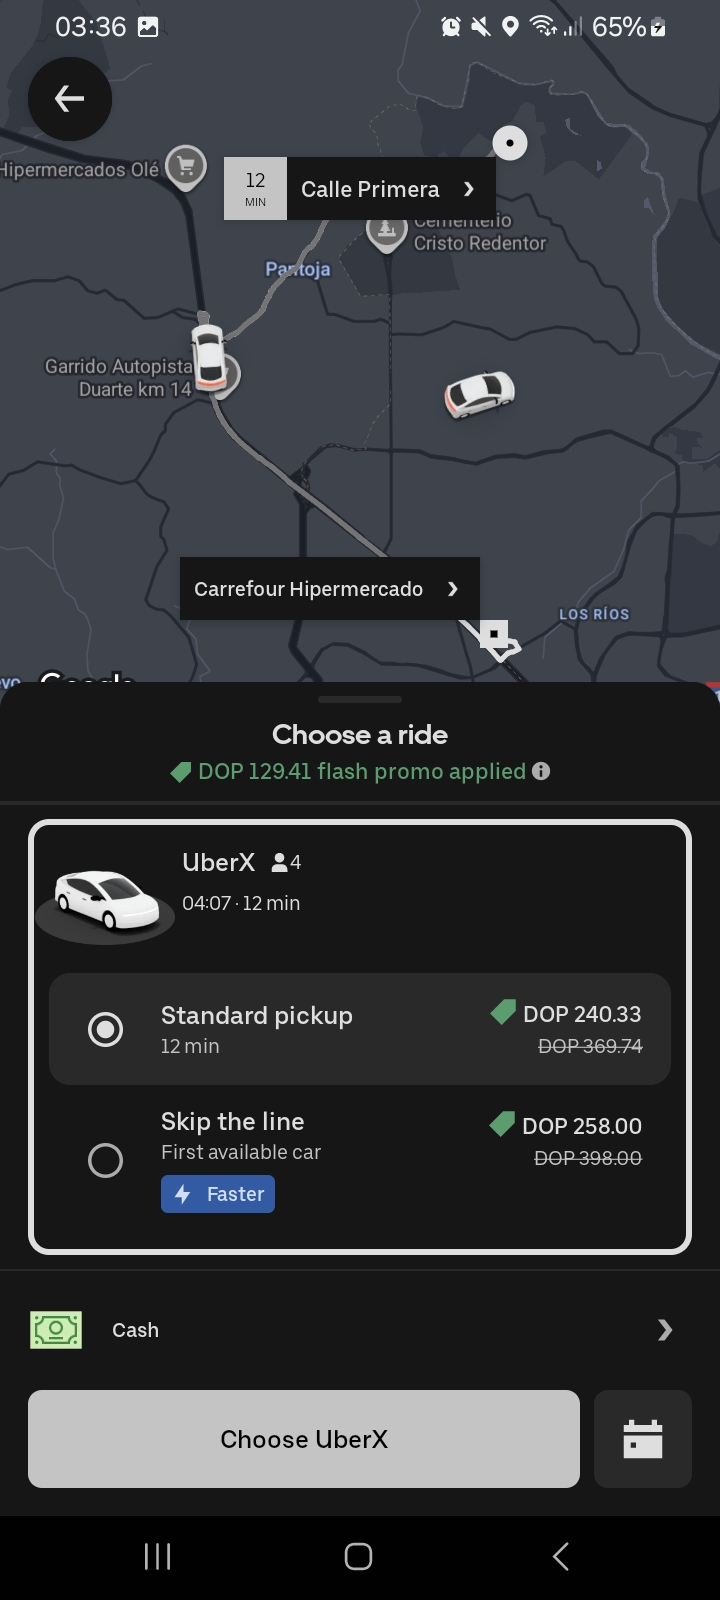 03:36
65%
Hipermercados Olé
12
MIN
Calle Primera
Cementerio
Cristo Redentor
Pantoja
Garrido Autopista
Duarte km 14
Carrefour Hipermercado
LOS RÍOS
Google
Choose a ride
DOP 129.41 flash promo applied
UberX 4
04:07 · 12 min
Standard pickup
DOP 240.33
12 min
DOP 369.74
Skip the line
DOP 258.00
First available car
DOP 398.00
Faster
Cash
Choose UberX